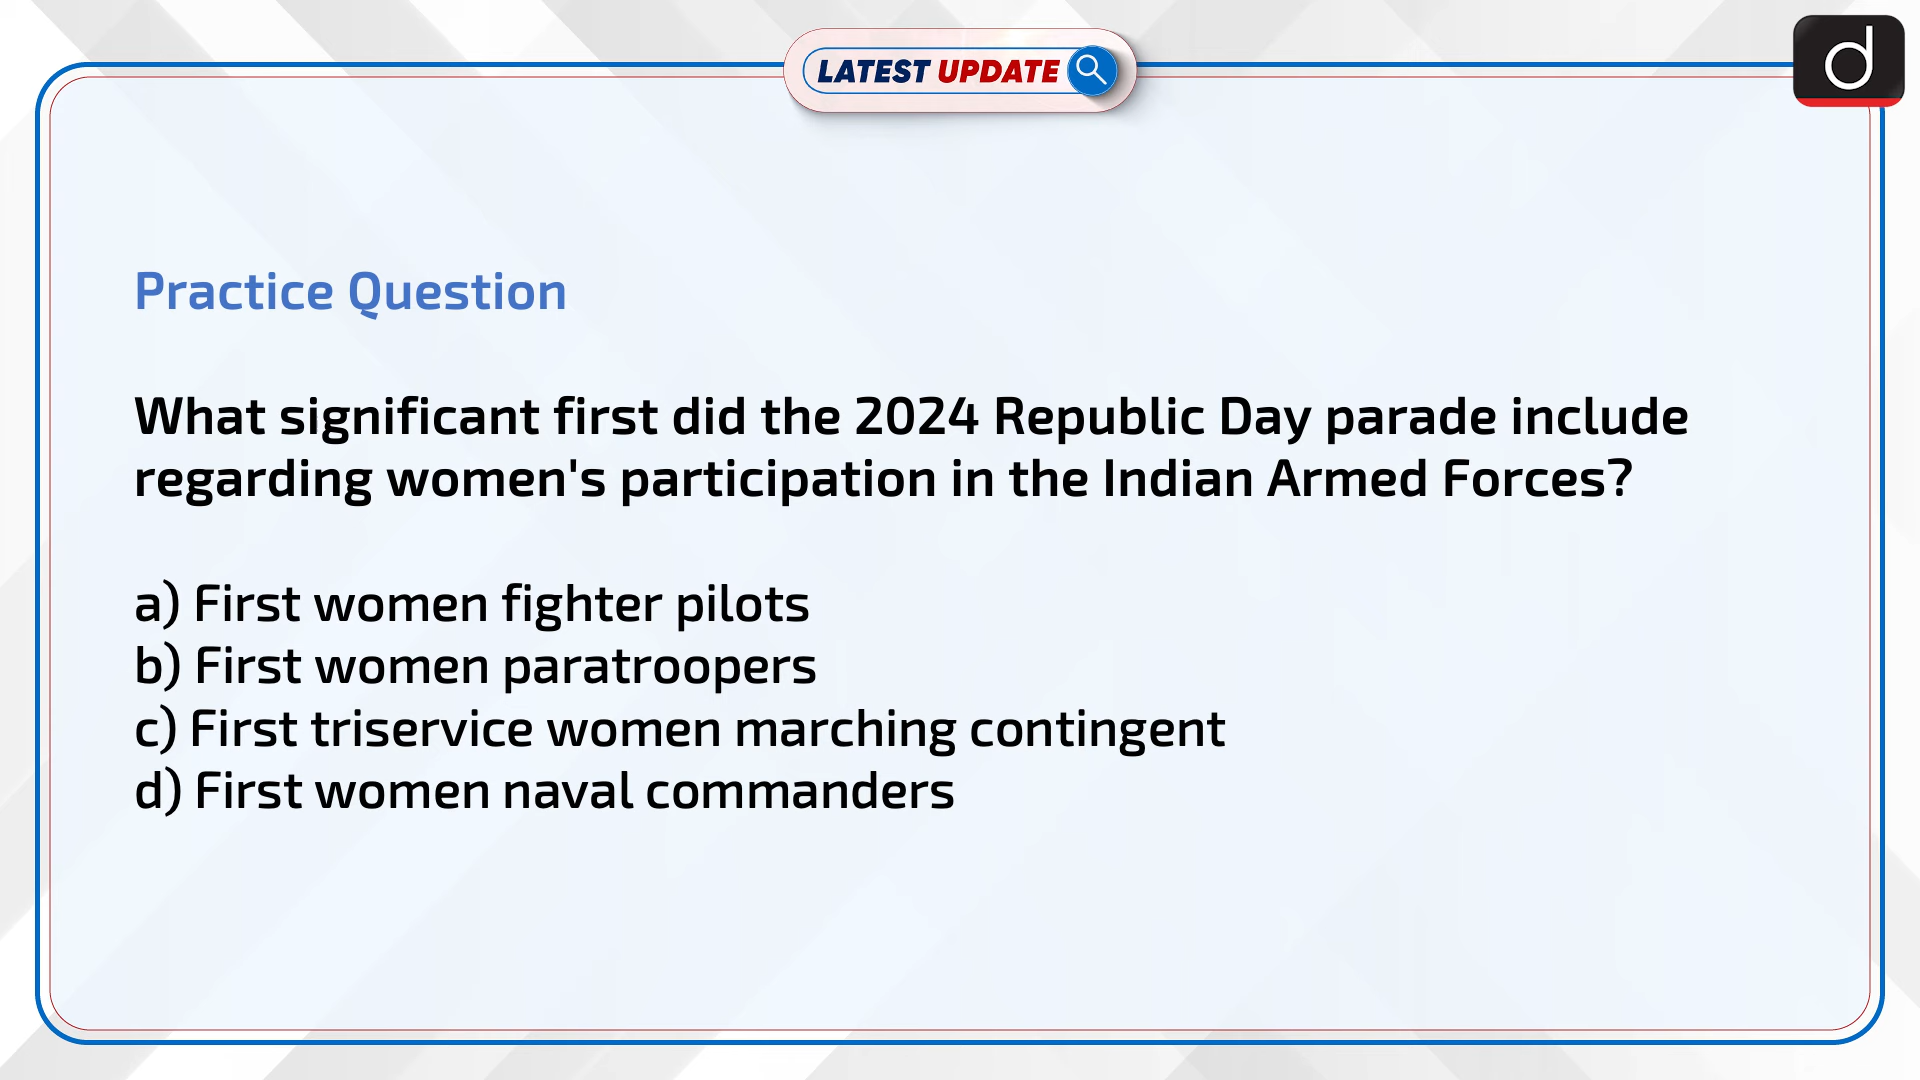 LATEST UPDATE
d
Practice Question
What significant first did the 2024 Republic Day parade include
regarding women's participation in the Indian Armed Forces?
a) First women fighter pilots
b) First women paratroopers
c) First triservice women marching contingent
d) First women naval commanders